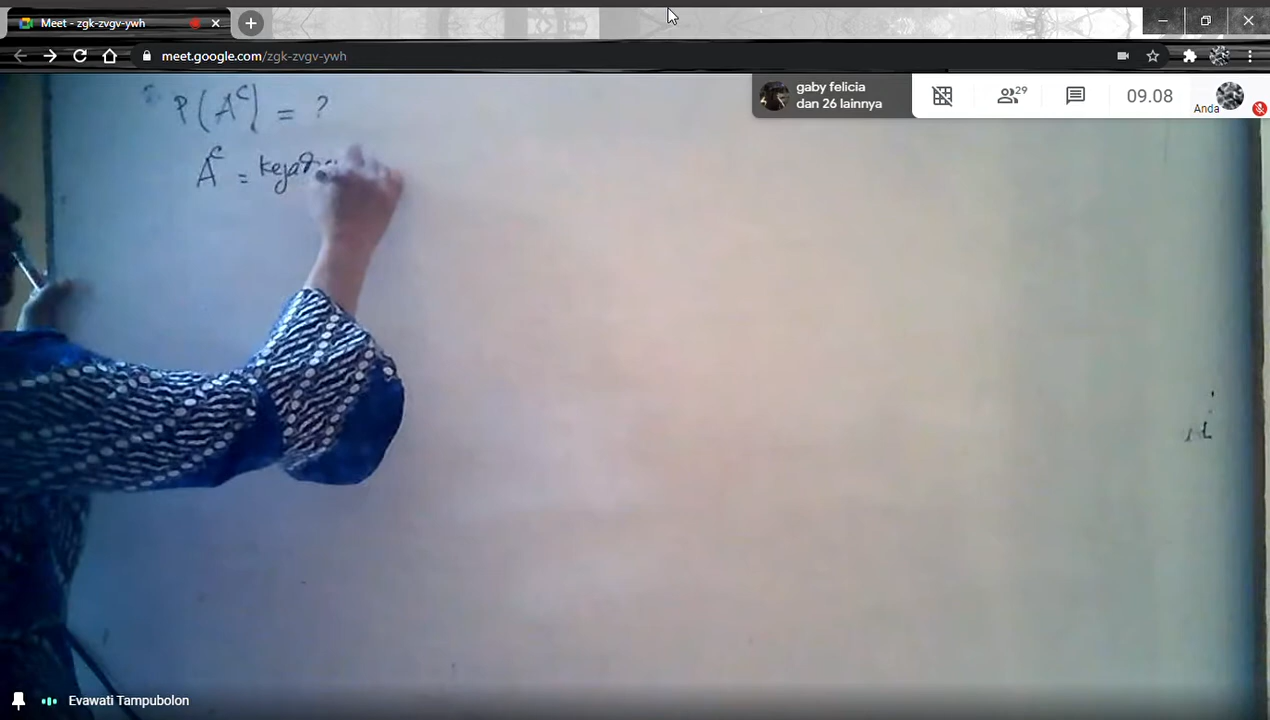 Meet - zgk-zvgv-ywh
meet.google.com/zgk-zvgv-ywh
gaby felicia
dan 26 lainnya
29
09.08
Anda
P(A^c) = ?
A^c =
Evawati Tampubolon